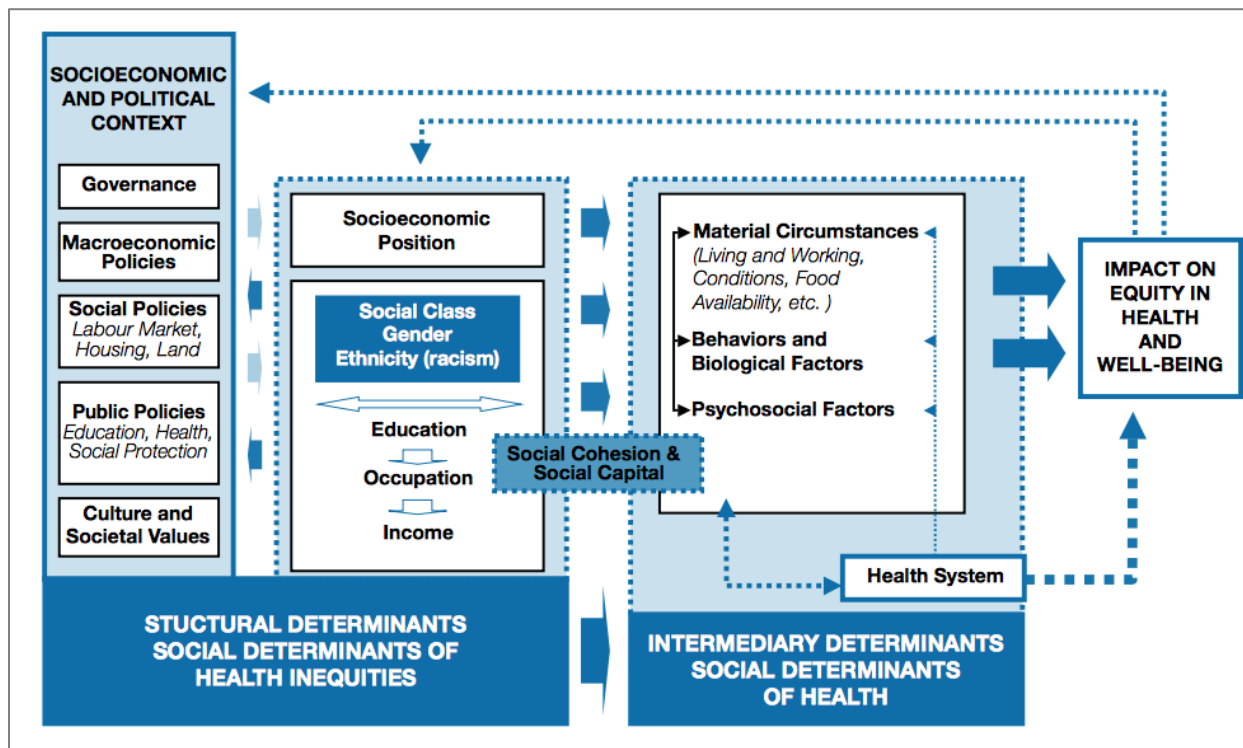 SOCIOECONOMIC
AND POLITICAL
CONTEXT
Governance
Macroeconomic
Policies
Social Policies
Labour Market,
Housing, Land
Public Policies
Education, Health,
Social Protection
Culture and
Societal Values
Socioeconomic
Position
Social Class
Gender
Ethnicity (racism)
Education
Occupation
Income
Social Cohesion &
Social Capital
Material Circumstances
(Living and Working,
Conditions, Food
Availability, etc. )
Behaviors and
Biological Factors
Psychosocial Factors
Health System
IMPACT ON
EQUITY IN
HEALTH
AND
WELL-BEING
STUCTURAL DETERMINANTS
SOCIAL DETERMINANTS OF
HEALTH INEQUITIES
INTERMEDIARY DETERMINANTS
SOCIAL DETERMINANTS
OF HEALTH